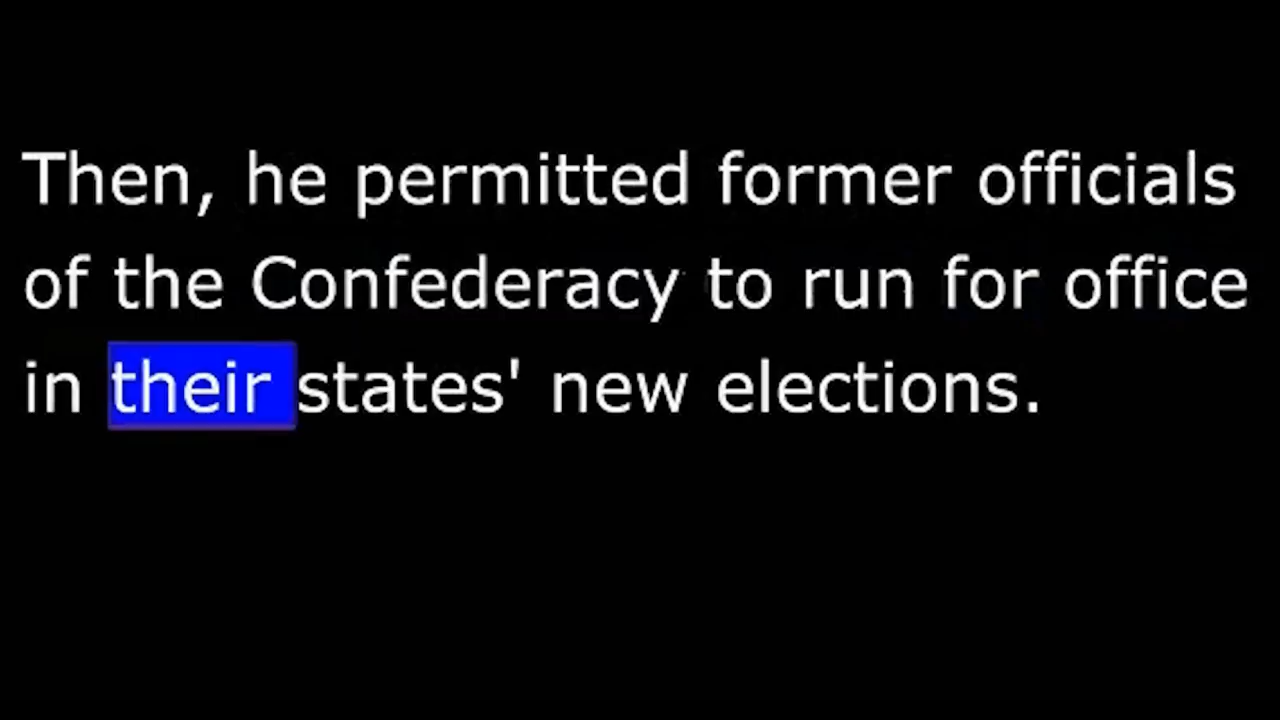 Then, he permitted former officials
of the Confederacy to run for office
in their states' new elections.